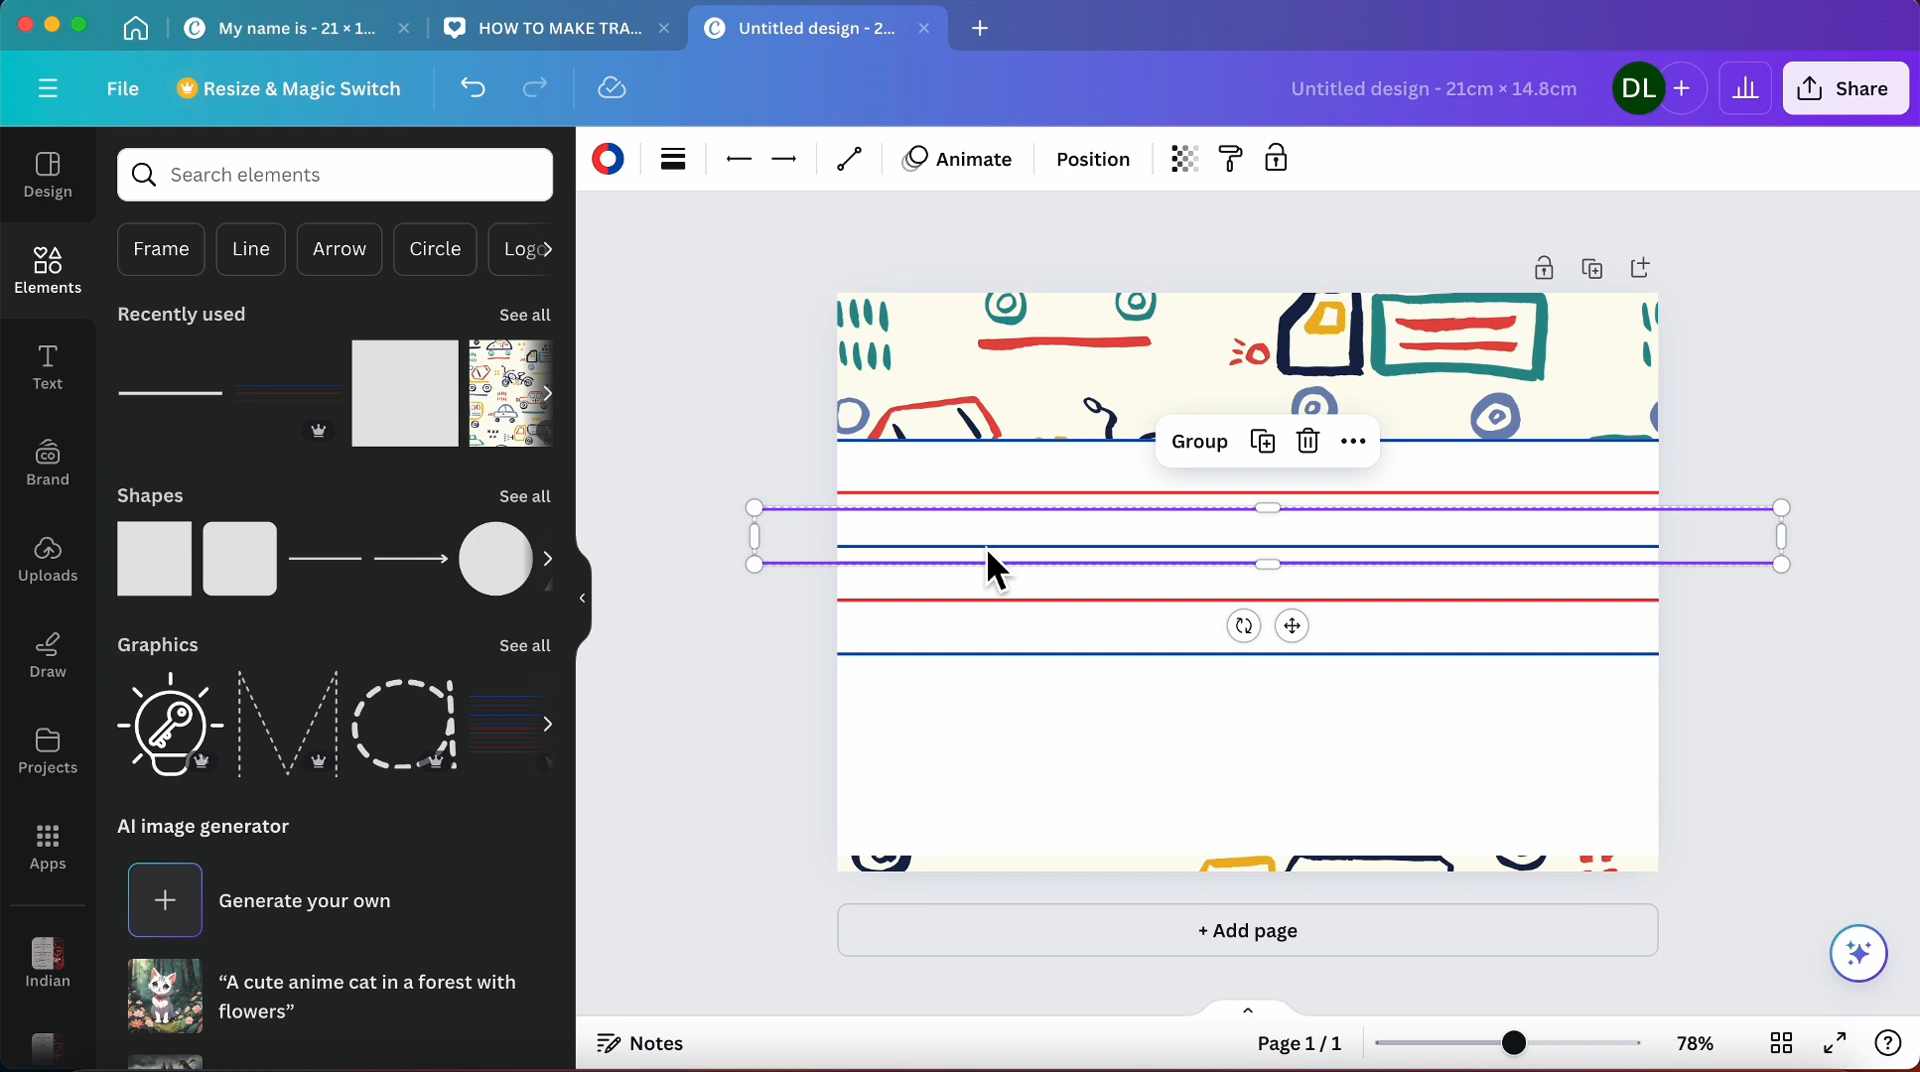 My name is - 21 × 1...
HOW TO MAKE TRA...
Untitled design - 2...
File
Resize & Magic Switch
Untitled design - 21cm × 14.8cm
DL
Share
Design
Elements
Text
Brand
Uploads
Draw
Projects
Apps
Indian
Search elements
Frame
Line
Arrow
Circle
Logo
Recently used
See all
Shapes
See all
Graphics
See all
AI image generator
Generate your own
“A cute anime cat in a forest with
flowers”
Animate
Position
Group
+ Add page
Notes
Page 1 / 1
78%